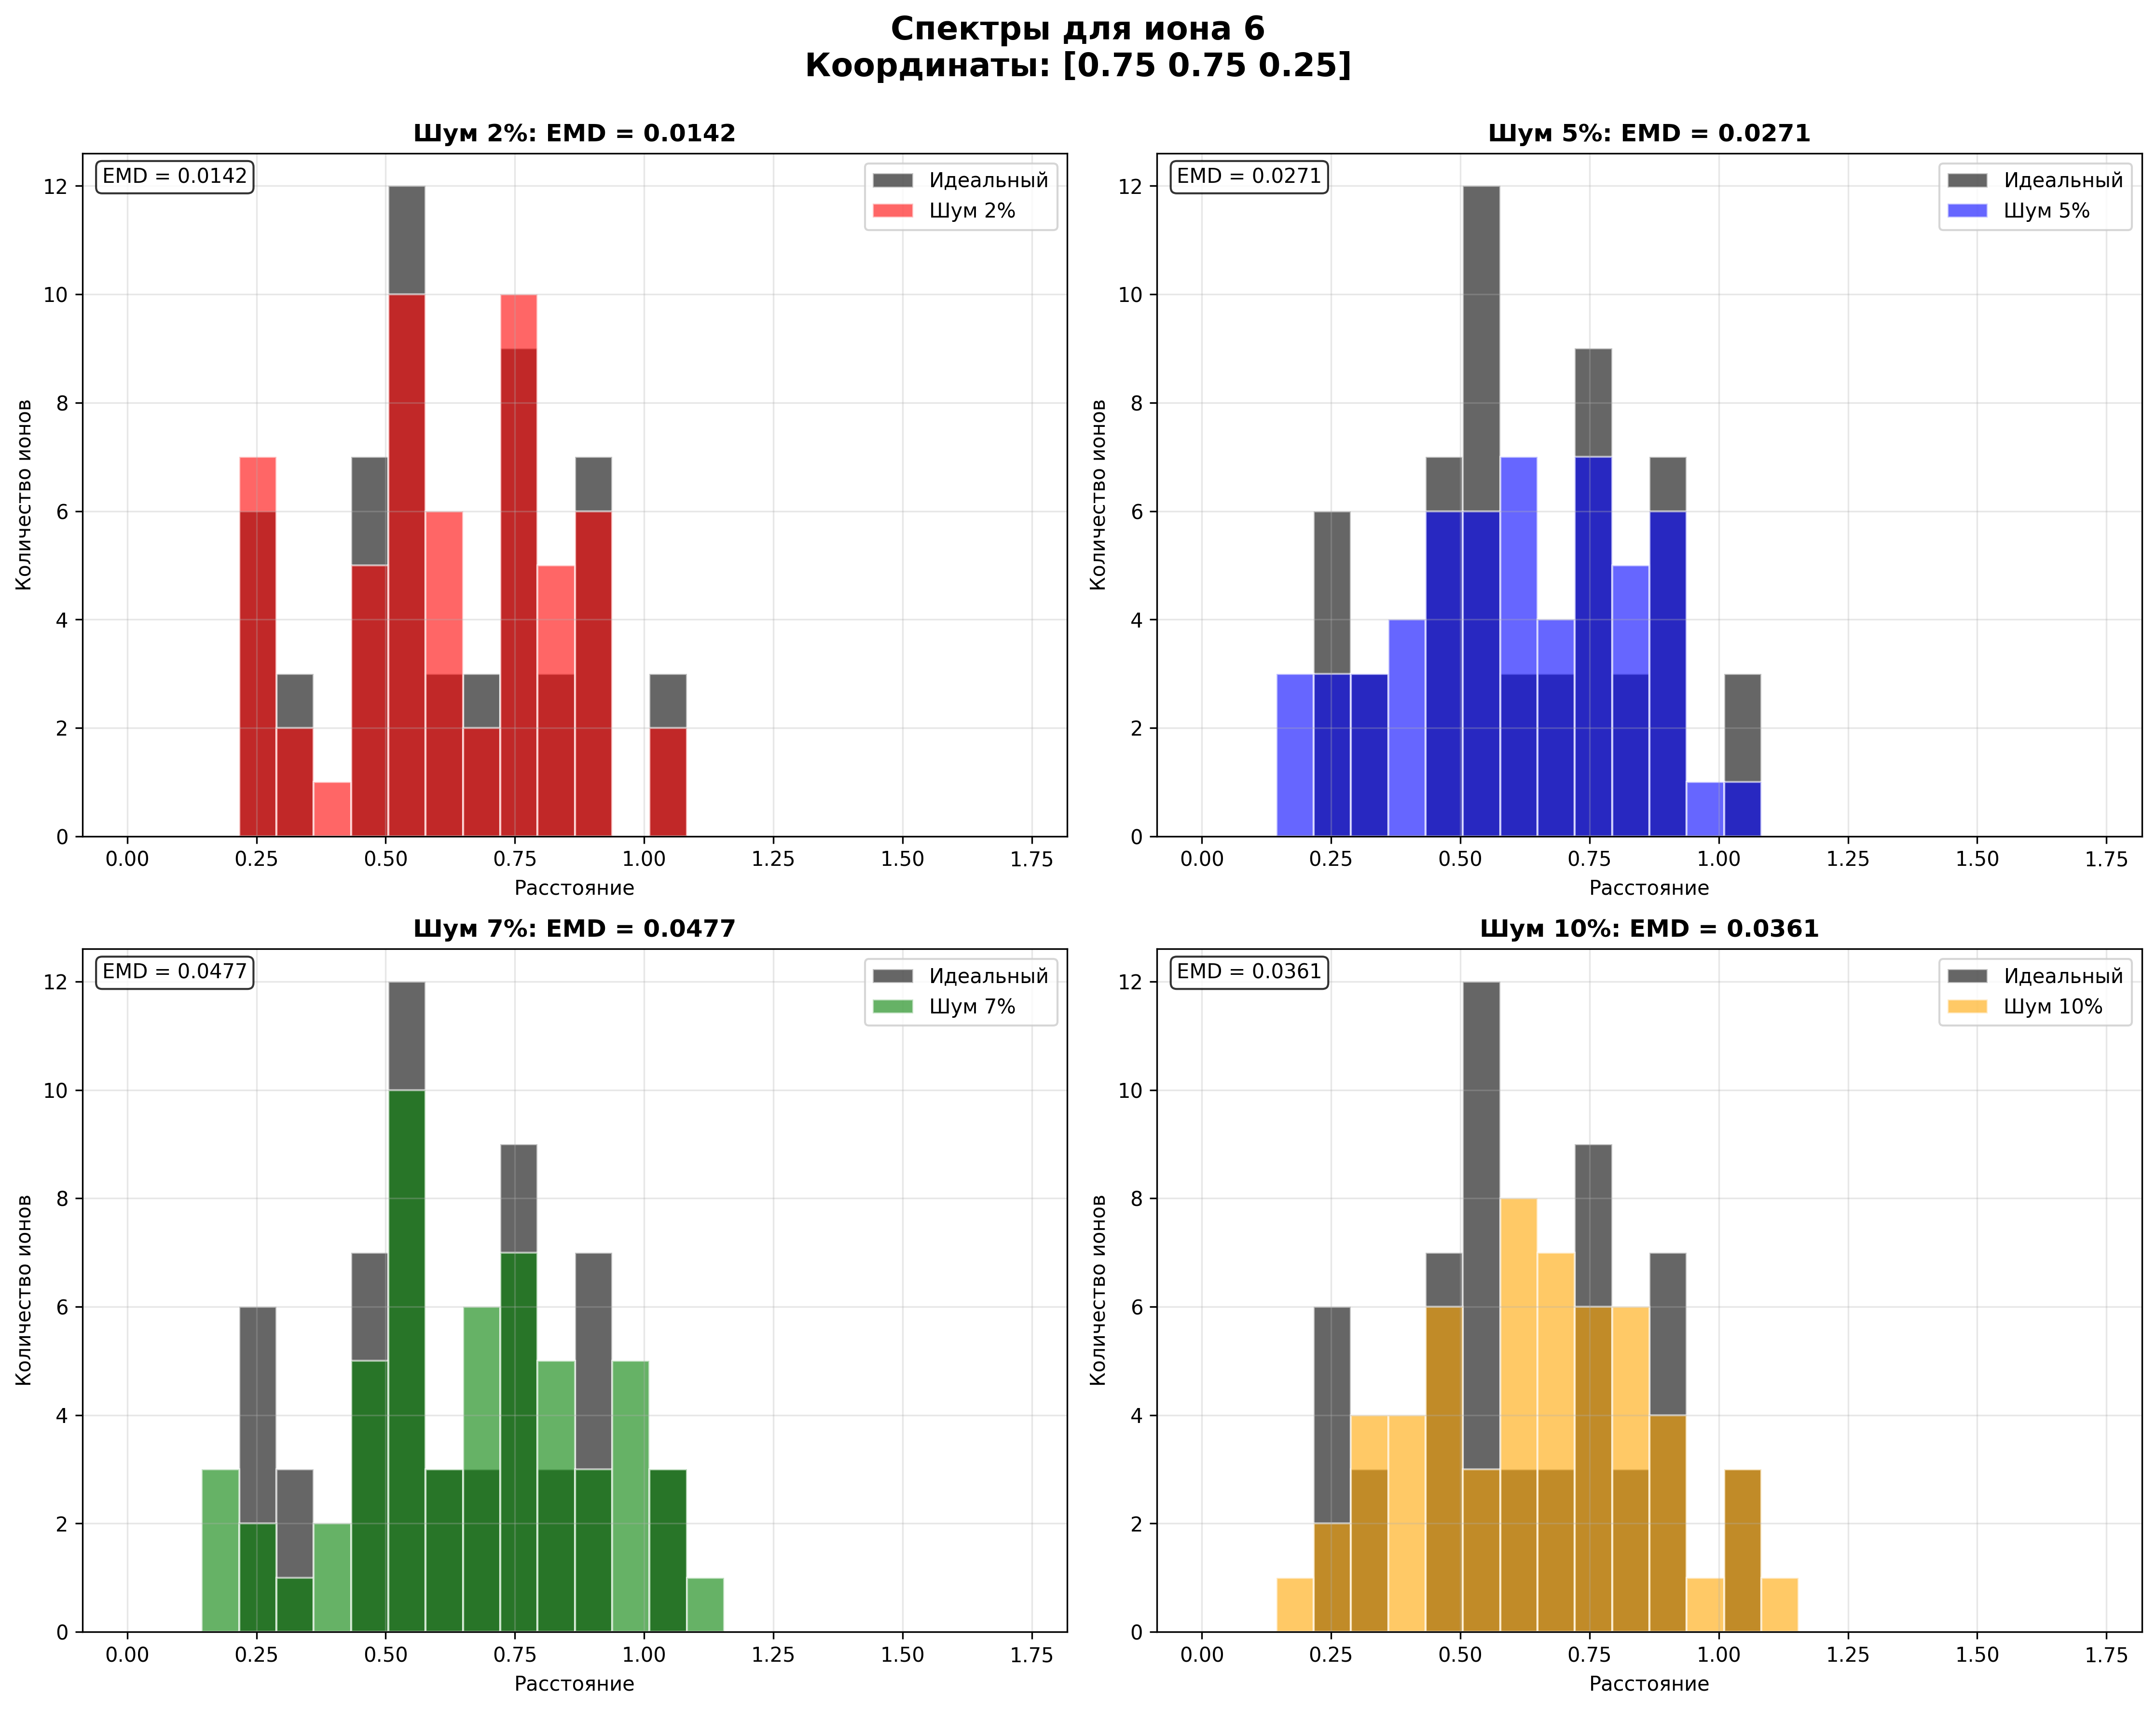 Спектры для иона 6
Координаты: [0.75 0.75 0.25]
Шум 2%: EMD = 0.0142
EMD = 0.0142
Идеальный
Шум 2%
Количество ионов
12
10
8
6
4
2
0
0.00 0.25 0.50 0.75 1.00 1.25 1.50 1.75
Расстояние
Шум 5%: EMD = 0.0271
EMD = 0.0271
Идеальный
Шум 5%
Количество ионов
12
10
8
6
4
2
0
0.00 0.25 0.50 0.75 1.00 1.25 1.50 1.75
Расстояние
Шум 7%: EMD = 0.0477
EMD = 0.0477
Идеальный
Шум 7%
Количество ионов
12
10
8
6
4
2
0
0.00 0.25 0.50 0.75 1.00 1.25 1.50 1.75
Расстояние
Шум 10%: EMD = 0.0361
EMD = 0.0361
Идеальный
Шум 10%
Количество ионов
12
10
8
6
4
2
0
0.00 0.25 0.50 0.75 1.00 1.25 1.50 1.75
Расстояние